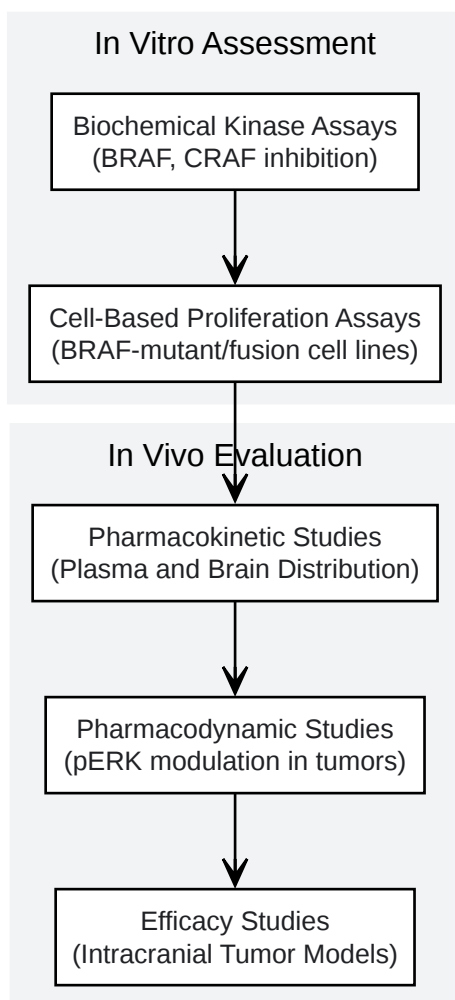 In Vitro Assessment
Biochemical Kinase Assays
(BRAF, CRAF inhibition)
Cell-Based Proliferation Assays
(BRAF-mutant/fusion cell lines)
In Vivo Evaluation
Pharmacokinetic Studies
(Plasma and Brain Distribution)
Pharmacodynamic Studies
(pERK modulation in tumors)
Efficacy Studies
(Intracranial Tumor Models)